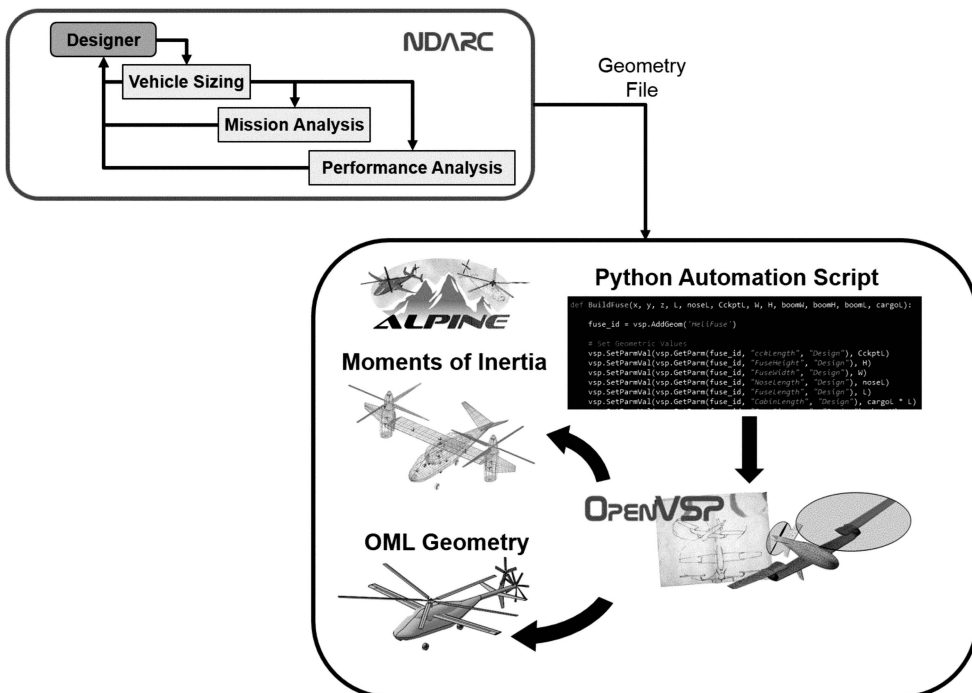 Designer
NDARC
Vehicle Sizing
Mission Analysis
Performance Analysis
Geometry
File
ALPINE
Python Automation Script
def BuildFuse(x, y, z, L, noseL, CckptL, W, H, boomW, boomH, boomL, cargoL):
fuse_id = vsp.AddGeom('HeliFuse')
# Set Geometric Values
vsp.SetParmVal(vsp.GetParm(fuse_id, "cckLength", "Design"), CckptL)
vsp.SetParmVal(vsp.GetParm(fuse_id, "FuseHeight", "Design"), H)
vsp.SetParmVal(vsp.GetParm(fuse_id, "FuseWidth", "Design"), W)
vsp.SetParmVal(vsp.GetParm(fuse_id, "NoseLength", "Design"), noseL)
vsp.SetParmVal(vsp.GetParm(fuse_id, "FuseLength", "Design"), L)
vsp.SetParmVal(vsp.GetParm(fuse_id, "CabinLength", "Design"), cargoL * L)
Moments of Inertia
OPENVSP
OML Geometry